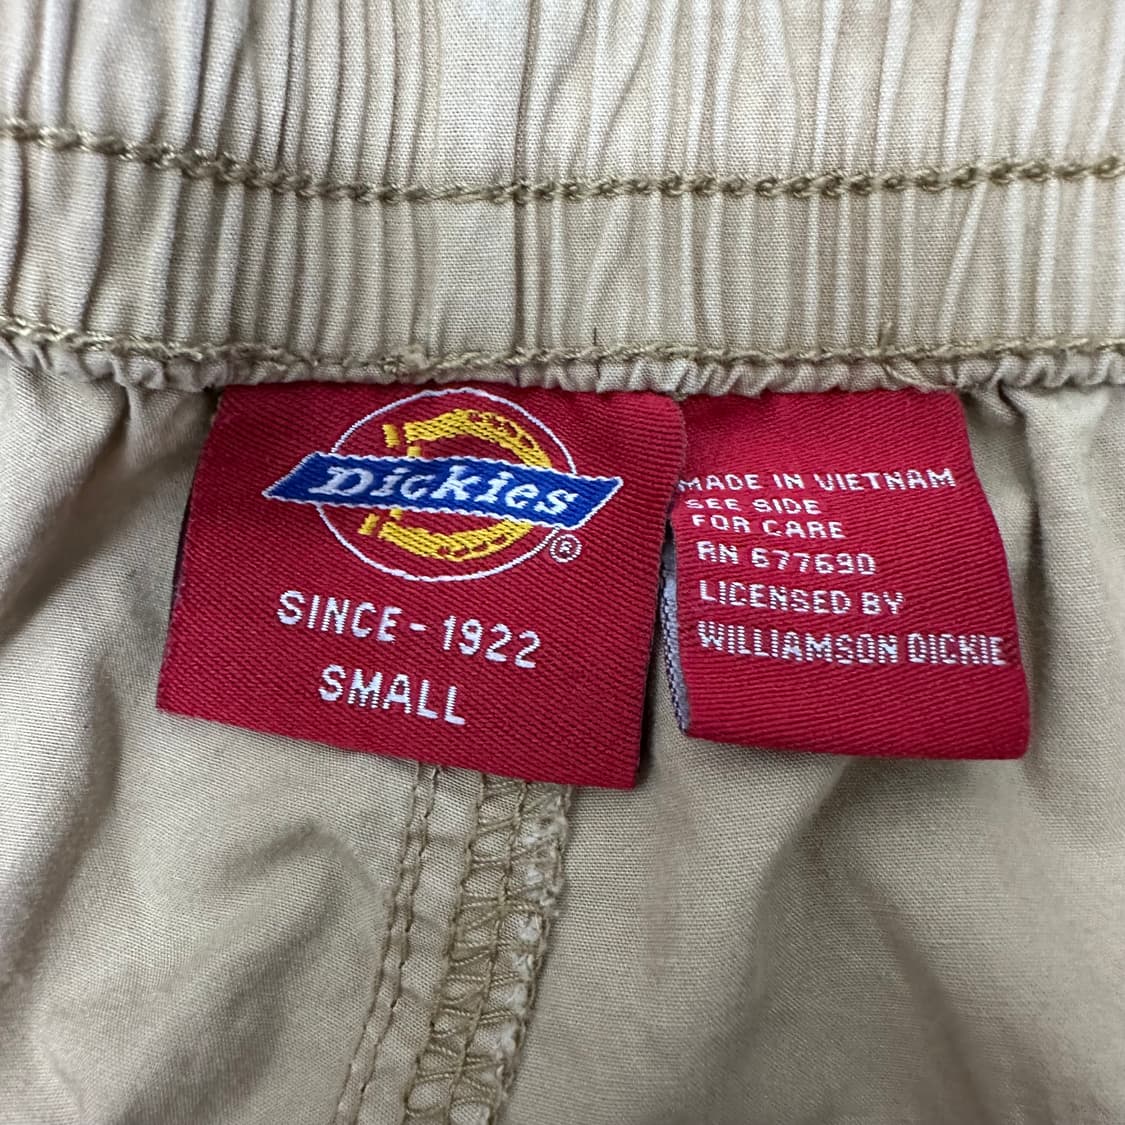 Dickies®
SINCE-1922
SMALL
MADE IN VIETNAM
SEE SIDE
FOR CARE
RN 677690
LICENSED BY
WILLIAMSON DICKIE